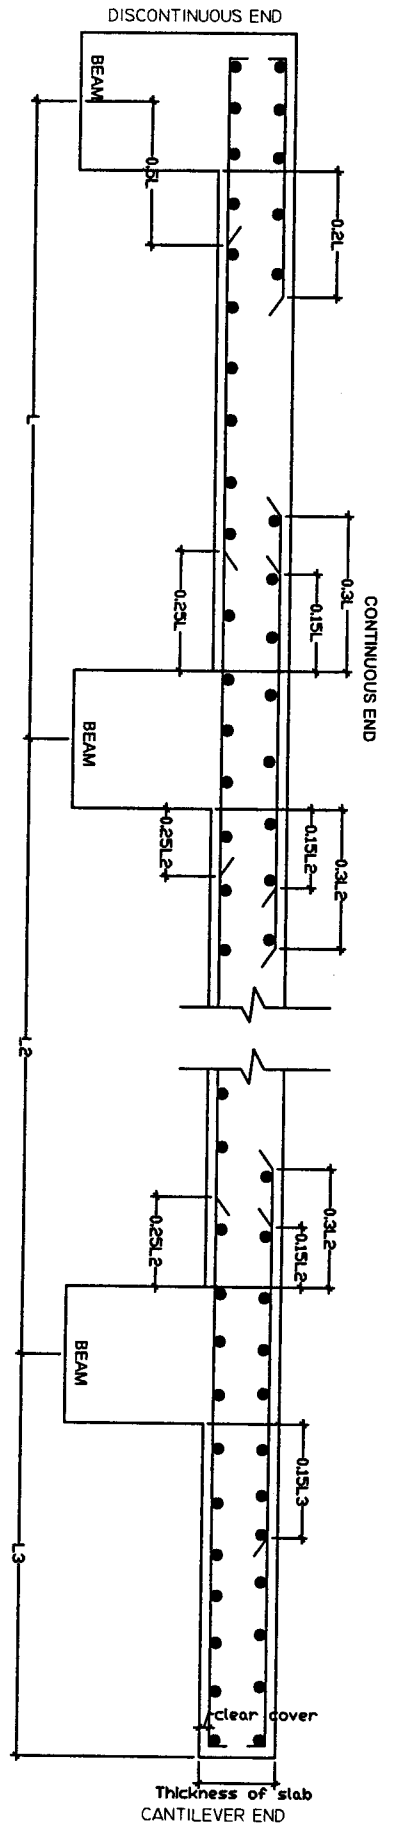 DISCONTINUOUS END
BEAM
0.5L
0.2L
L
0.3L
0.15L
0.25L
CONTINUOUS END
BEAM
0.25L2
0.15L2
0.3L2
L2
0.3L2
0.15L2
0.25L2
BEAM
0.15L3
L3
clear cover
Thickness of slab
CANTILEVER END